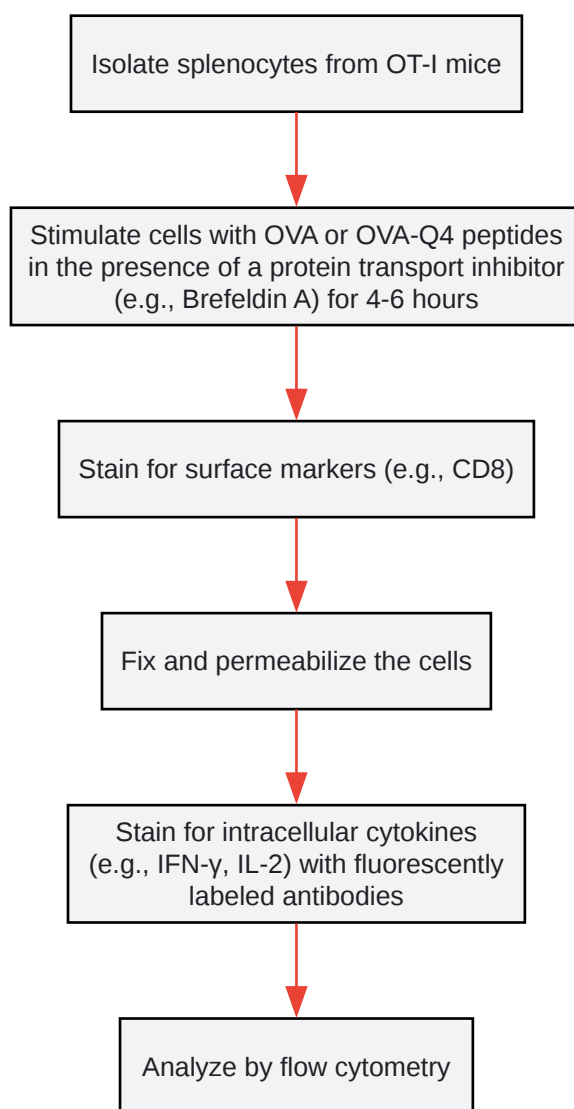 Isolate splenocytes from OT-I mice
Stimulate cells with OVA or OVA-Q4 peptides
in the presence of a protein transport inhibitor
(e.g., Brefeldin A) for 4-6 hours
Stain for surface markers (e.g., CD8)
Fix and permeabilize the cells
Stain for intracellular cytokines
(e.g., IFN-γ, IL-2) with fluorescently
labeled antibodies
Analyze by flow cytometry